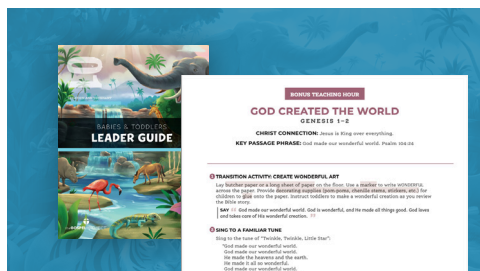 BABIES & TODDLERS
LEADER GUIDE
BONUS TEACHING HOUR
GOD CREATED THE WORLD
GENESIS 1–2
CHRIST CONNECTION: Jesus is King over everything.
KEY PASSAGE PHRASE: God made our wonderful world. Psalm 104:24
TRANSITION ACTIVITY: CREATE WONDERFUL ART
Lay butcher paper or a long sheet of paper on the floor. Use a marker to write WONDERFUL
across the paper. Provide decorating supplies (pom-poms, chenille stems, stickers, etc.) for
children to glue onto the paper. Instruct toddlers to make a wonderful creation as you review
the Bible story.
SAY “ God made our wonderful world. God is wonderful, and He made all things good. God loves
and takes care of His wonderful creation. ”
SING TO A FAMILIAR TUNE
Sing to the tune of “Twinkle, Twinkle, Little Star”:
“God made our wonderful world.
God made our wonderful world.
He made the heavens and the earth.
He made it all so wonderful.
God made our wonderful world.
God made our wonderful world.